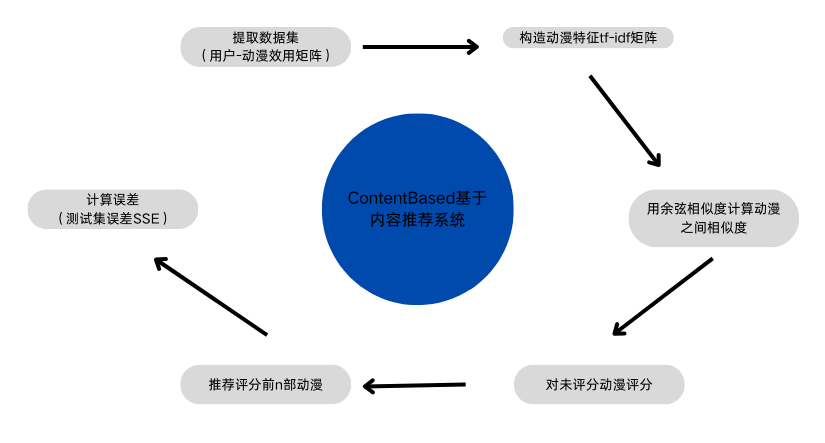 提取数据集
（用户-动漫效用矩阵）
构造动漫特征tf-idf矩阵
ContentBased基于
内容推荐系统
计算误差
（测试集误差SSE）
用余弦相似度计算动漫
之间相似度
推荐评分前n部动漫
对未评分动漫评分